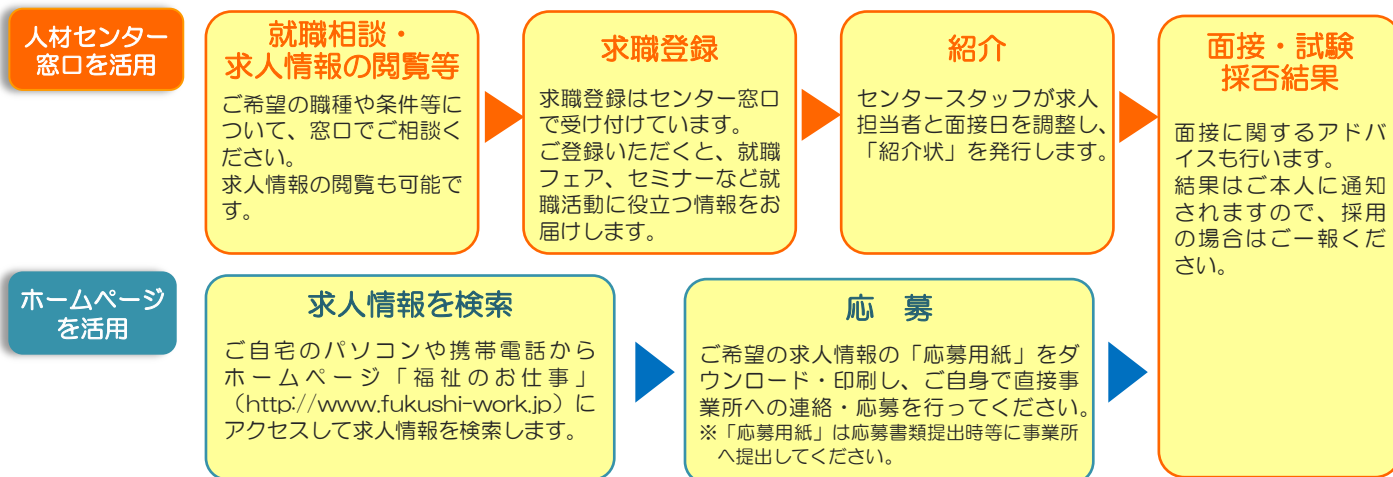 人材センター
窓口を活用
就職相談・
求人情報の閲覧等
ご希望の職種や条件等に
ついて、窓口でご相談く
ださい。
求人情報の閲覧も可能で
す。
求職登録
求職登録はセンター窓口
で受け付けています。
ご登録いただくと、就職
フェア、セミナーなど就
職活動に役立つ情報をお
届けします。
紹介
センタースタッフが求人
担当者と面接日を調整し、
「紹介状」を発行します。
面接・試験
採否結果
面接に関するアドバ
イスも行います。
結果はご本人に通知
されますので、採用
の場合はご一報くだ
さい。
ホームページ
を活用
求人情報を検索
ご自宅のパソコンや携帯電話から
ホームページ「福祉のお仕事」
（http://www.fukushi-work.jp）に
アクセスして求人情報を検索します。
応　募
ご希望の求人情報の「応募用紙」をダ
ウンロード・印刷し、ご自身で直接事
業所への連絡・応募を行ってください。
※「応募用紙」は応募書類提出時等に事業所
へ提出してください。